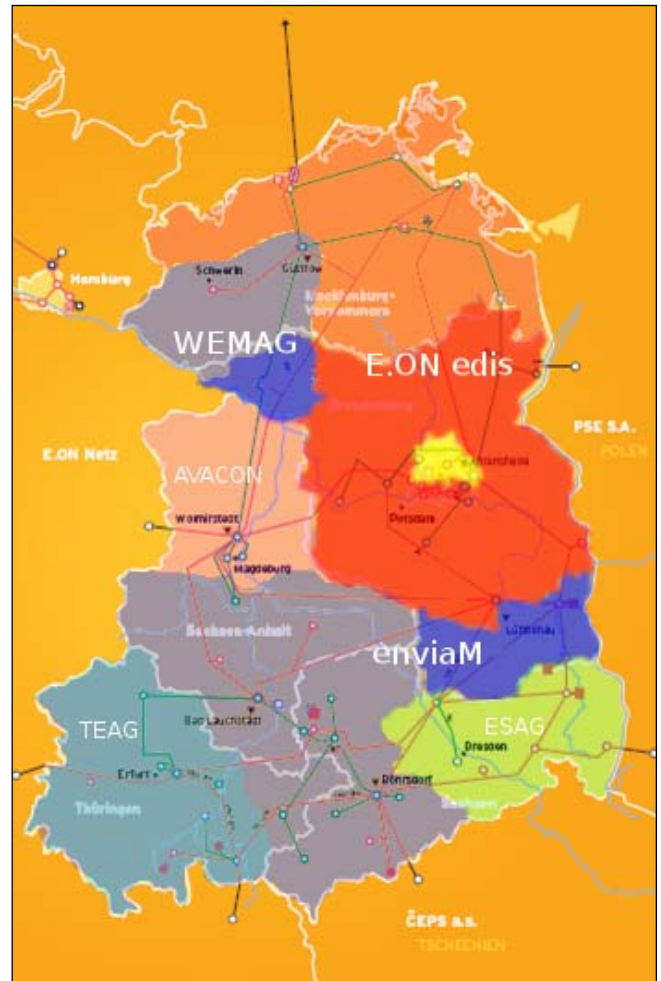 Hamburg
Schwerin
Güstrow
Mecklenburg-
Vorpommern
WEMAG
E.ON edis
Brandenburg
PSE S.A.
POLEN
E.ON Netz
AVACON
Wolmirstedt
Potsdam
Magdeburg
Sachsen-Anhalt
Lübbenau
enviaM
TEAG
Bad Lauchstädt
ESAG
Dresden
Erfurt
Röhrsdorf
Thüringen
Sachsen
ČEPS a.s.
TSCHECHIEN